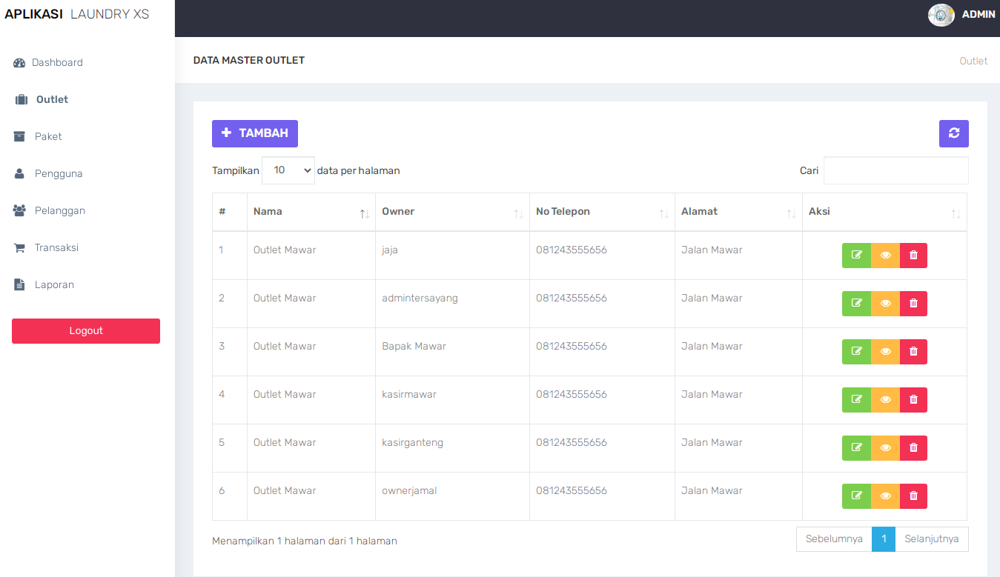 APLIKASI LAUNDRY XS
ADMIN
Dashboard
Outlet
Paket
Pengguna
Pelanggan
Transaksi
Laporan
Logout
DATA MASTER OUTLET
Outlet
TAMBAH
Tampilkan 10 data per halaman
Cari
# Nama Owner No Telepon Alamat Aksi
1 Outlet Mawar jaja 081243555656 Jalan Mawar
2 Outlet Mawar admintersayang 081243555656 Jalan Mawar
3 Outlet Mawar Bapak Mawar 081243555656 Jalan Mawar
4 Outlet Mawar kasirmawar 081243555656 Jalan Mawar
5 Outlet Mawar kasirganteng 081243555656 Jalan Mawar
6 Outlet Mawar ownerjamal 081243555656 Jalan Mawar
Menampilkan 1 halaman dari 1 halaman
Sebelumnya 1 Selanjutnya